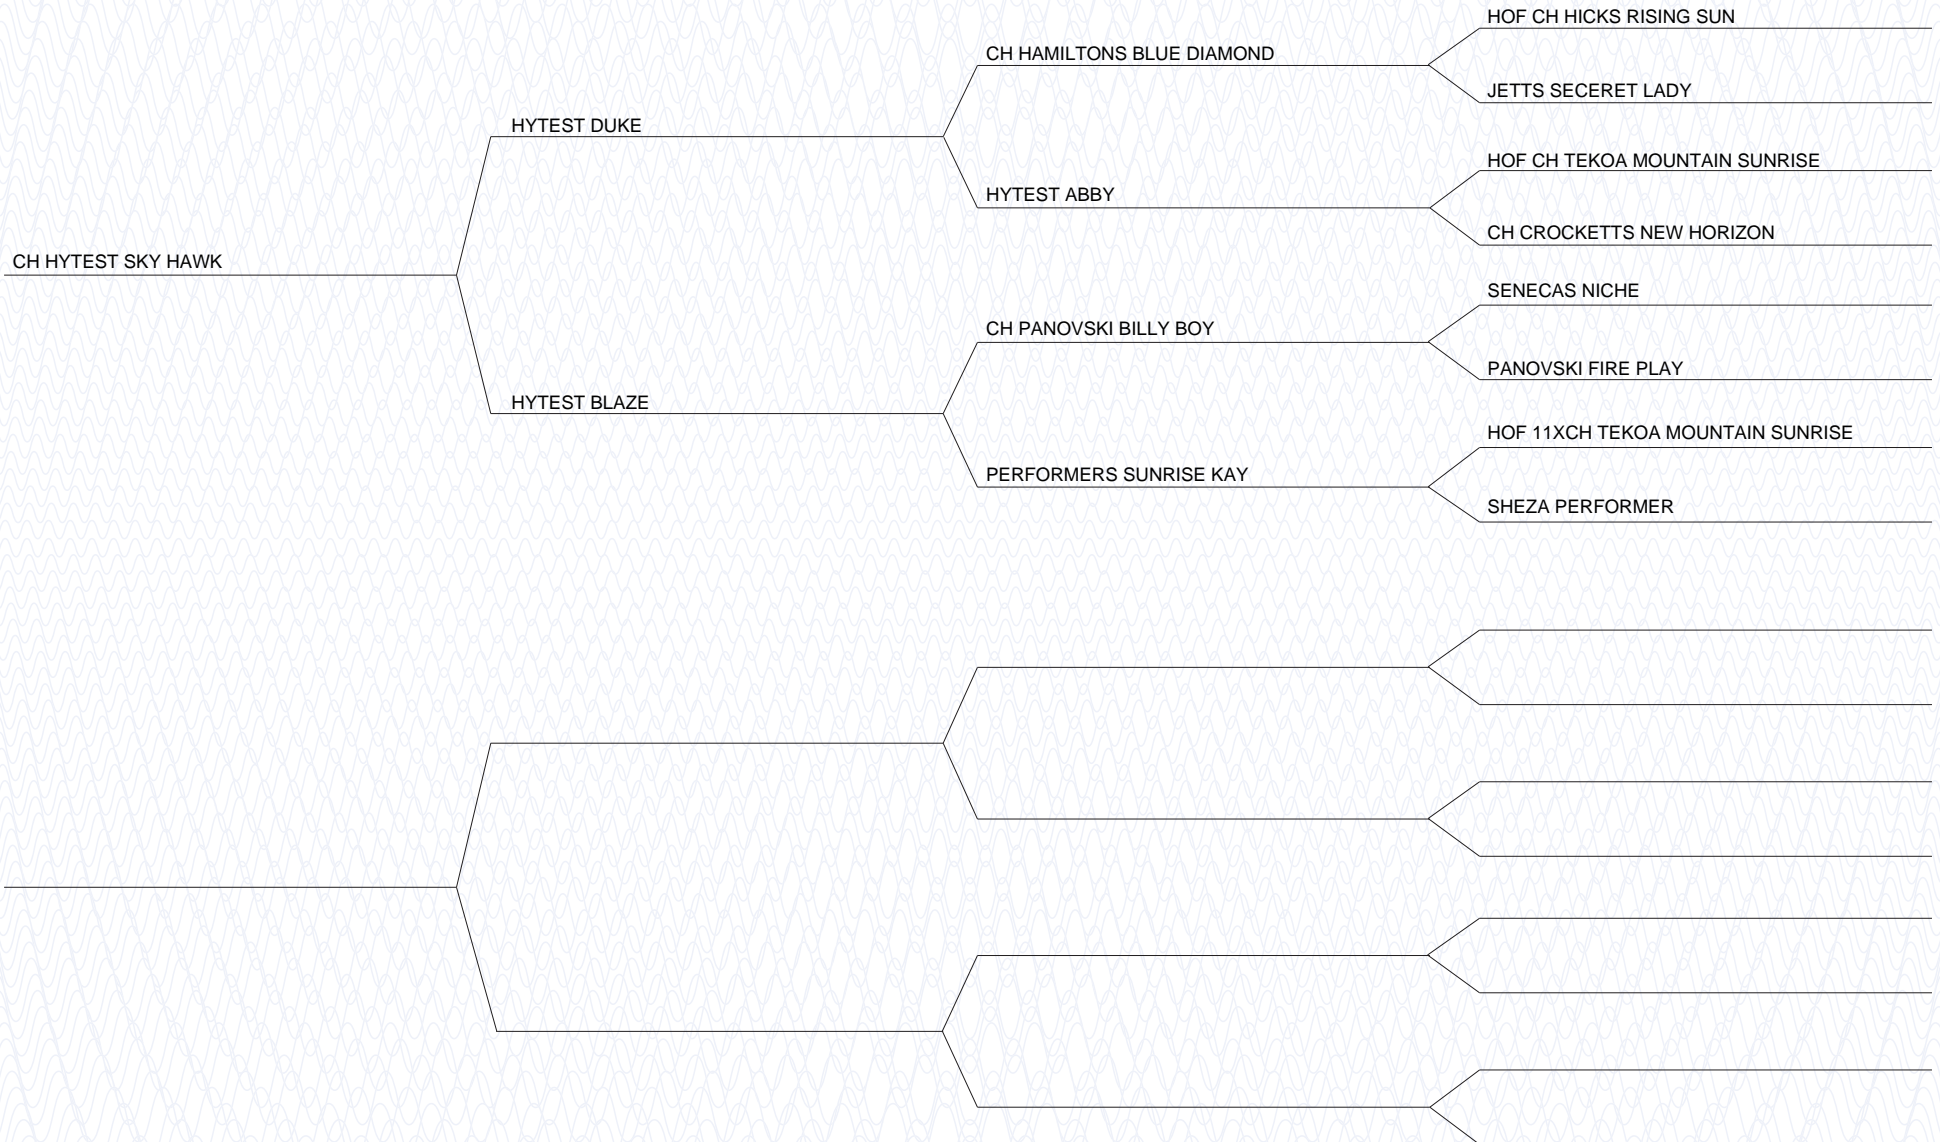 HOF CH HICKS RISING SUN
CH HAMILTONS BLUE DIAMOND
JETTS SECERET LADY
HYTEST DUKE
HOF CH TEKOA MOUNTAIN SUNRISE
HYTEST ABBY
CH CROCKETTS NEW HORIZON
CH HYTEST SKY HAWK
SENECAS NICHE
CH PANOVSKI BILLY BOY
PANOVSKI FIRE PLAY
HYTEST BLAZE
HOF 11XCH TEKOA MOUNTAIN SUNRISE
PERFORMERS SUNRISE KAY
SHEZA PERFORMER